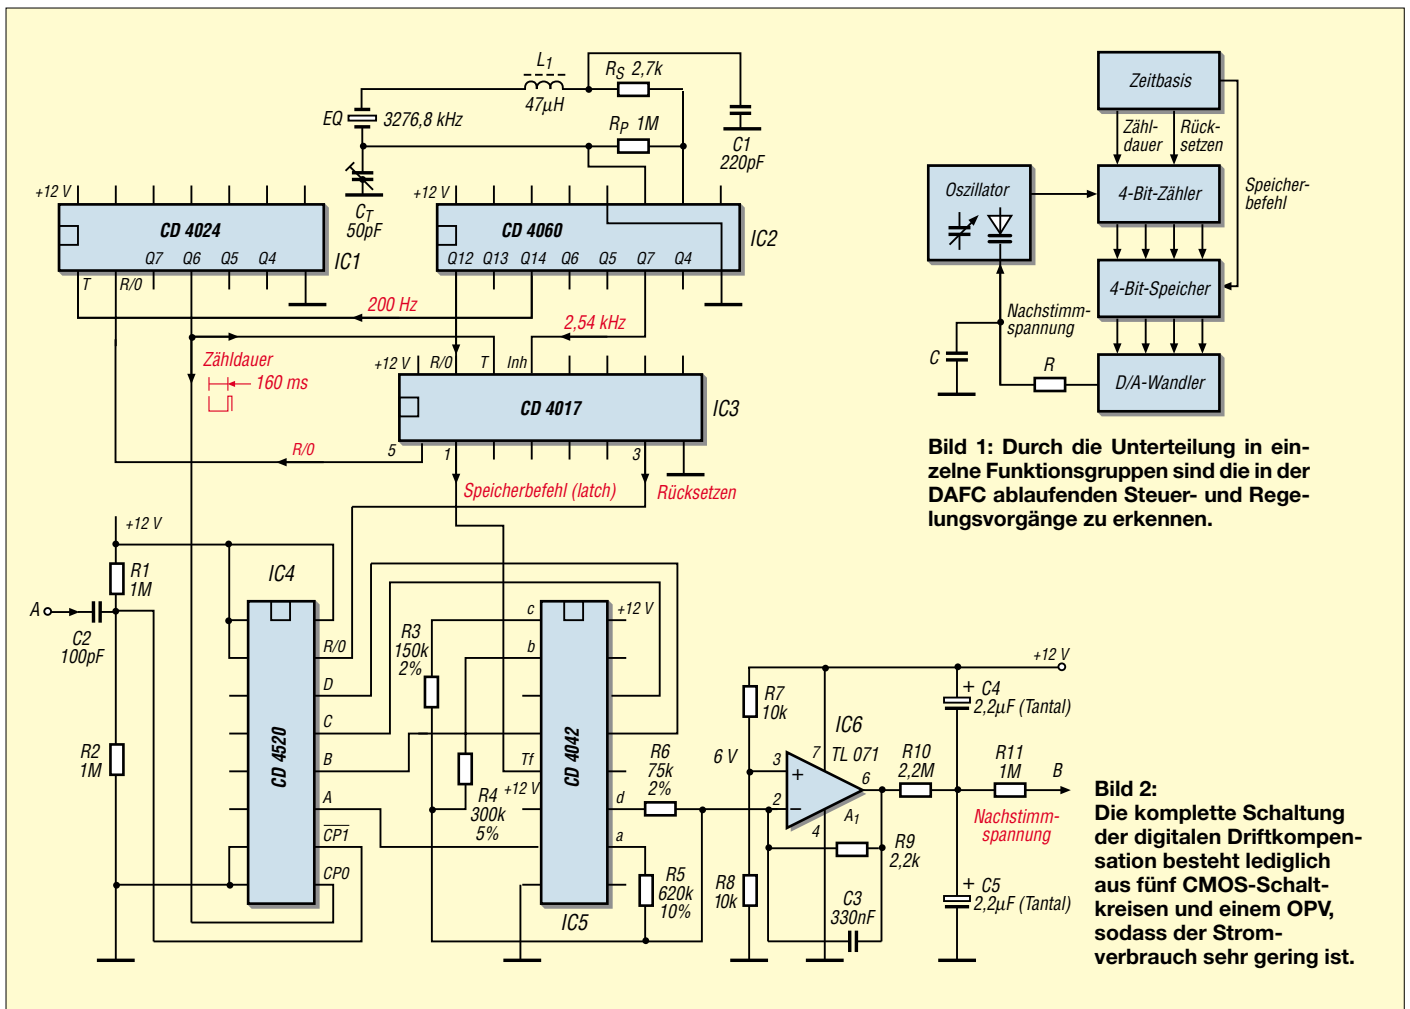 L1
47µH
RS 2,7k
EQ
3276,8 kHz
RP 1M
C1
220pF
CT
50pF
+12 V
CD 4024
Q7
Q6
Q5
Q4
IC1
T
R/0
+12 V
CD 4060
Q12
Q13
Q14
Q6
Q5
Q7
Q4
IC2
200 Hz
2,54 kHz
Zähldauer
160 ms
+12 V
R/0
T
Inh
CD 4017
IC3
R/0
5
1
3
Speicherbefehl (latch)
Rücksetzen
Zeitbasis
Zähl-
dauer
Rück-
setzen
Oszillator
4-Bit-Zähler
Speicher-
befehl
4-Bit-Speicher
Nachstimm-
spannung
C
R
D/A-Wandler
Bild 1: Durch die Unterteilung in ein-
zelne Funktionsgruppen sind die in der
DAFC ablaufenden Steuer- und Rege-
lungsvorgänge zu erkennen.
+12 V
R1
1M
A
C2
100pF
R2
1M
IC4
CD 4520
R/0
D
C
B
A
CP1
CP0
R3
150k
2%
R4
300k
5%
c
b
Tf
+12 V
CD 4042
+12 V
d
a
IC5
R6
75k
2%
R5
620k
10%
R7
10k
6 V
R8
10k
IC6
TL 071
3
2
7
4
6
+
−
A1
R9
2,2k
C3
330nF
R10
2,2M
R11
1M
B
+12 V
+ C4
2,2µF (Tantal)
+ C5
2,2µF (Tantal)
Nachstimm-
spannung
Bild 2:
Die komplette Schaltung
der digitalen Driftkompen-
sation besteht lediglich
aus fünf CMOS-Schalt-
kreisen und einem OPV,
sodass der Strom-
verbrauch sehr gering ist.